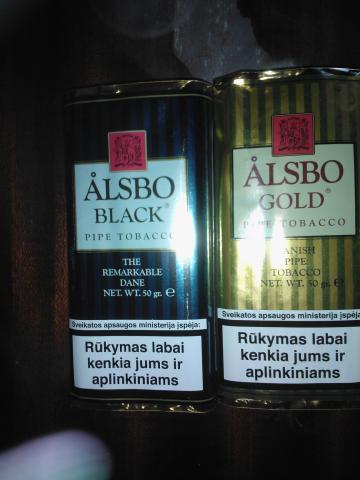 ÅLSBO
BLACK®
PIPE TOBACCO
THE
REMARKABLE
DANE
NET. WT. 50 gr. ℮
Sveikatos apsaugos ministerija įspėja:
Rūkymas labai
kenkia jums ir
aplinkiniams
ÅLSBO
GOLD®
PIPE TOBACCO
ANISH
PIPE
TOBACCO
NET. WT. 50 gr. ℮
Sveikatos apsaugos ministerija įspėja
Rūkymas labai
kenkia jums ir
aplinkiniams